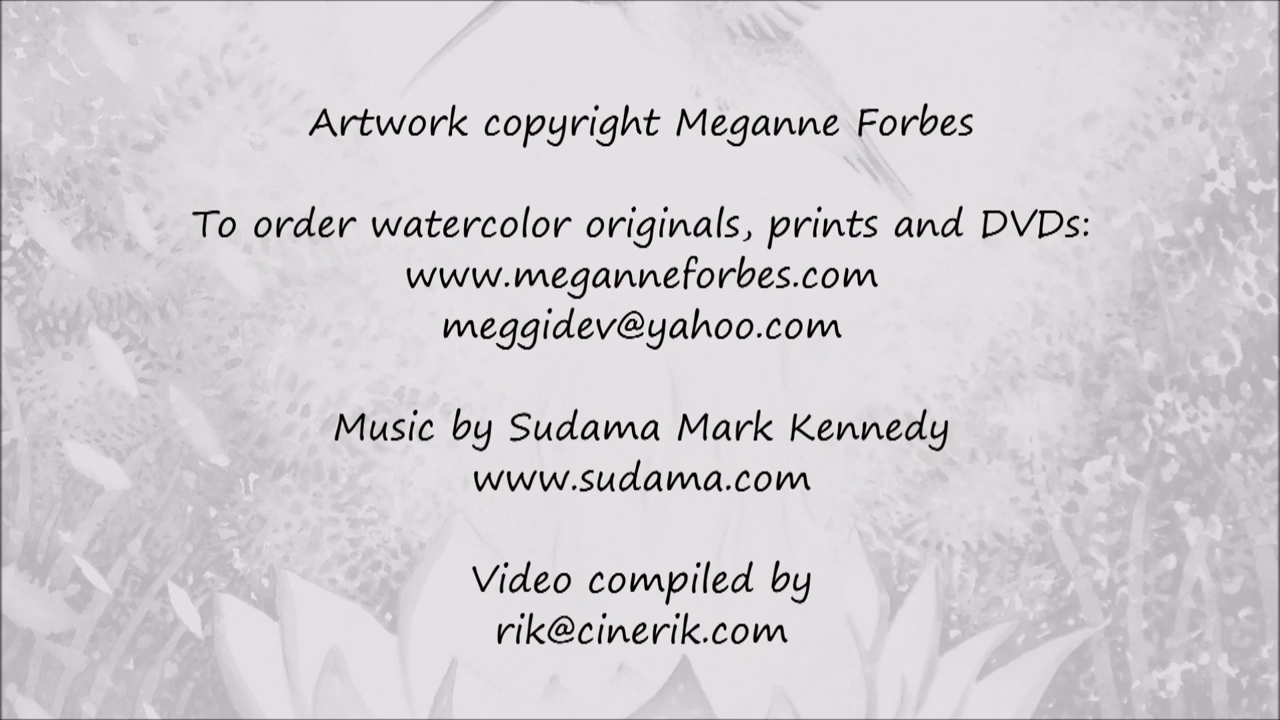 Artwork copyright Meganne Forbes
To order watercolor originals, prints and DVDs:
www.meganneforbes.com
meggidev@yahoo.com
Music by Sudama Mark Kennedy
www.sudama.com
Video compiled by
rik@cinerik.com